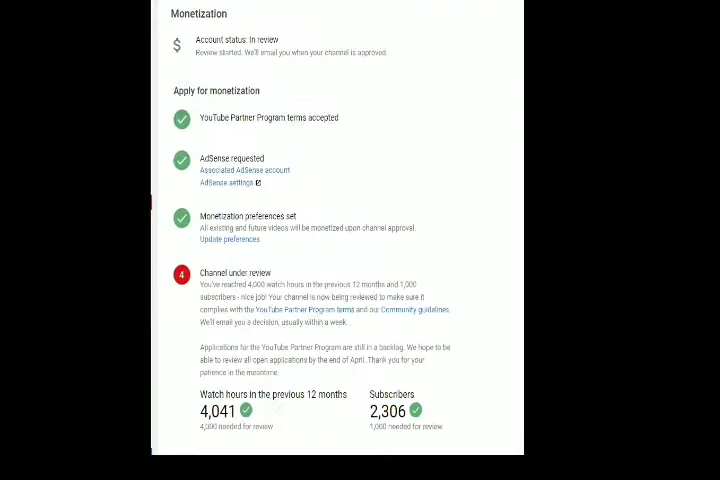 Monetization
$
Account status: In review
Review started. We'll email you when your channel is approved.
Apply for monetization
YouTube Partner Program terms accepted
AdSense requested
Associated AdSense account
AdSense settings
Monetization preferences set
All existing and future videos will be monetized upon channel approval.
Update preferences
4
Channel under review
You've reached 4,000 watch hours in the previous 12 months and 1,000
subscribers - nice job! Your channel is now being reviewed to make sure it
complies with the YouTube Partner Program terms and our Community guidelines.
We'll email you a decision, usually within a week.
Applications for the YouTube Partner Program are still in a backlog. We hope to be
able to review all open applications by the end of April. Thank you for your
patience in the meantime.
Watch hours in the previous 12 months
4,041
4,000 needed for review
Subscribers
2,306
1,000 needed for review